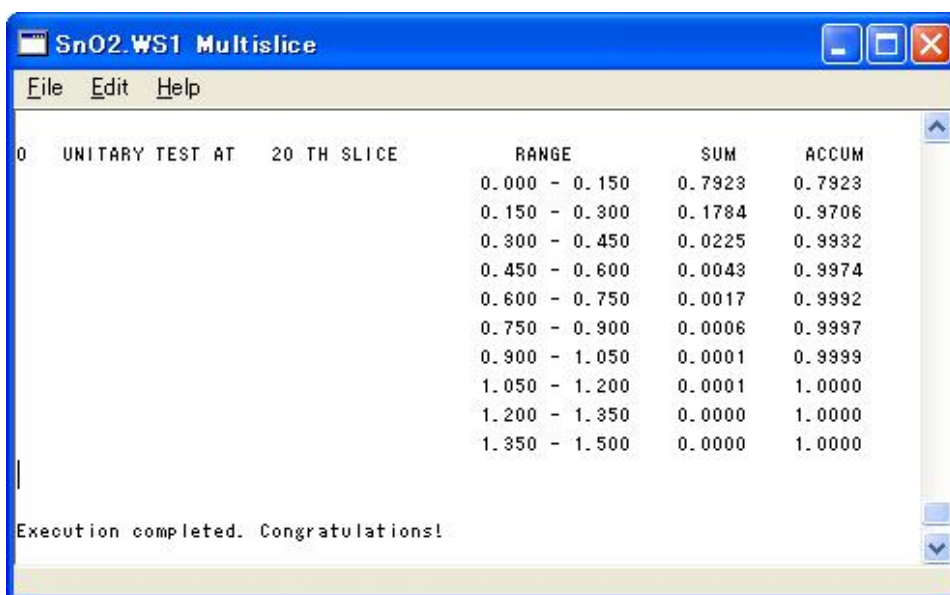 SnO2.WS1 Multislice
File Edit Help
0 UNITARY TEST AT 20 TH SLICE RANGE SUM ACCUM
0.000 - 0.150 0.7923 0.7923
0.150 - 0.300 0.1784 0.9706
0.300 - 0.450 0.0225 0.9932
0.450 - 0.600 0.0043 0.9974
0.600 - 0.750 0.0017 0.9992
0.750 - 0.900 0.0006 0.9997
0.900 - 1.050 0.0001 0.9999
1.050 - 1.200 0.0001 1.0000
1.200 - 1.350 0.0000 1.0000
1.350 - 1.500 0.0000 1.0000
Execution completed. Congratulations!